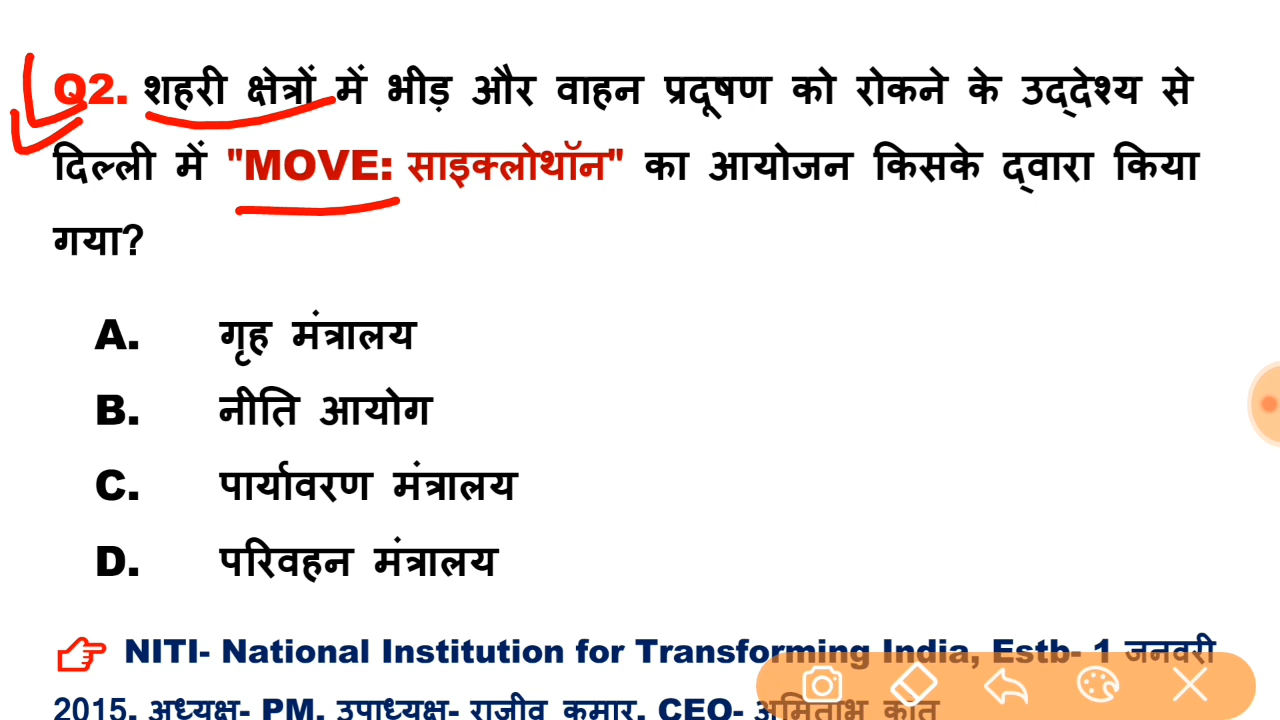 Q2. शहरी क्षेत्रों में भीड़ और वाहन प्रदूषण को रोकने के उद्देश्य से
दिल्ली में "MOVE: साइक्लोथॉन" का आयोजन किसके द्वारा किया
गया?
A. गृह मंत्रालय
B. नीति आयोग
C. पार्यावरण मंत्रालय
D. परिवहन मंत्रालय
NITI- National Institution for Transforming India, Estb- 1 जनवरी
2015, अध्यक्ष- PM, उपाध्यक्ष- राजीव कुमार, CEO- अमिताभ कांत